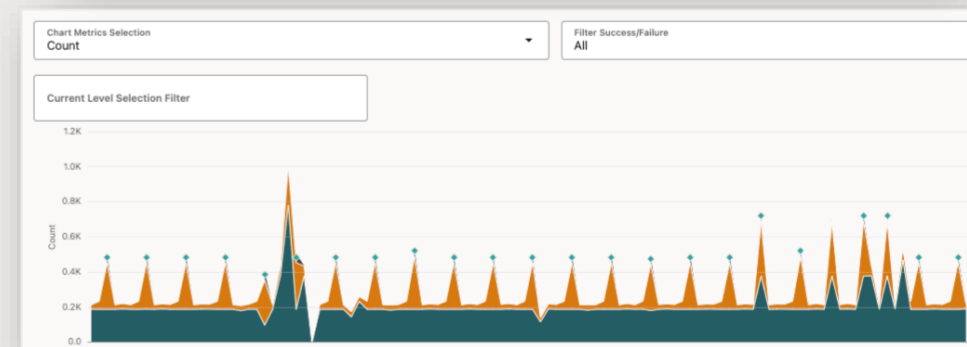 Chart Metrics Selection
Count
Filter Success/Failure
All
Current Level Selection Filter
1.2K
1.0K
0.8K
0.6K
0.4K
0.2K
0.0
Count